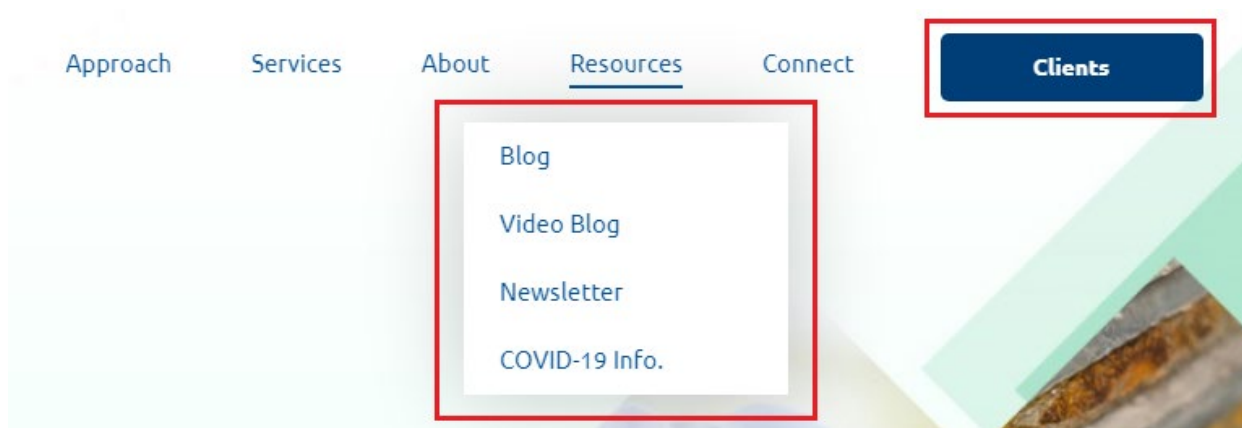 Approach Services About Resources Connect Clients
Blog
Video Blog
Newsletter
COVID-19 Info.